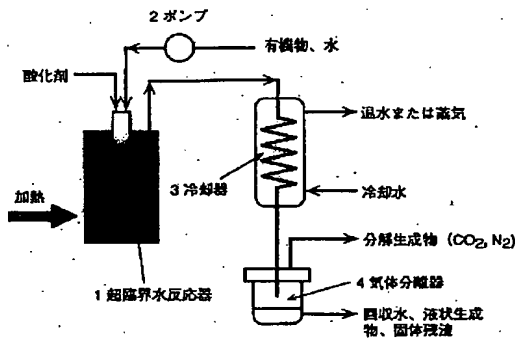 2 ポンプ
有機物、水
酸化剤
温水または蒸気
3 冷却器
冷却水
加熱
分解生成物 (CO2, N2)
4 気体分離器
1 超臨界水反応器
回収水、液状生成
物、固体残渣